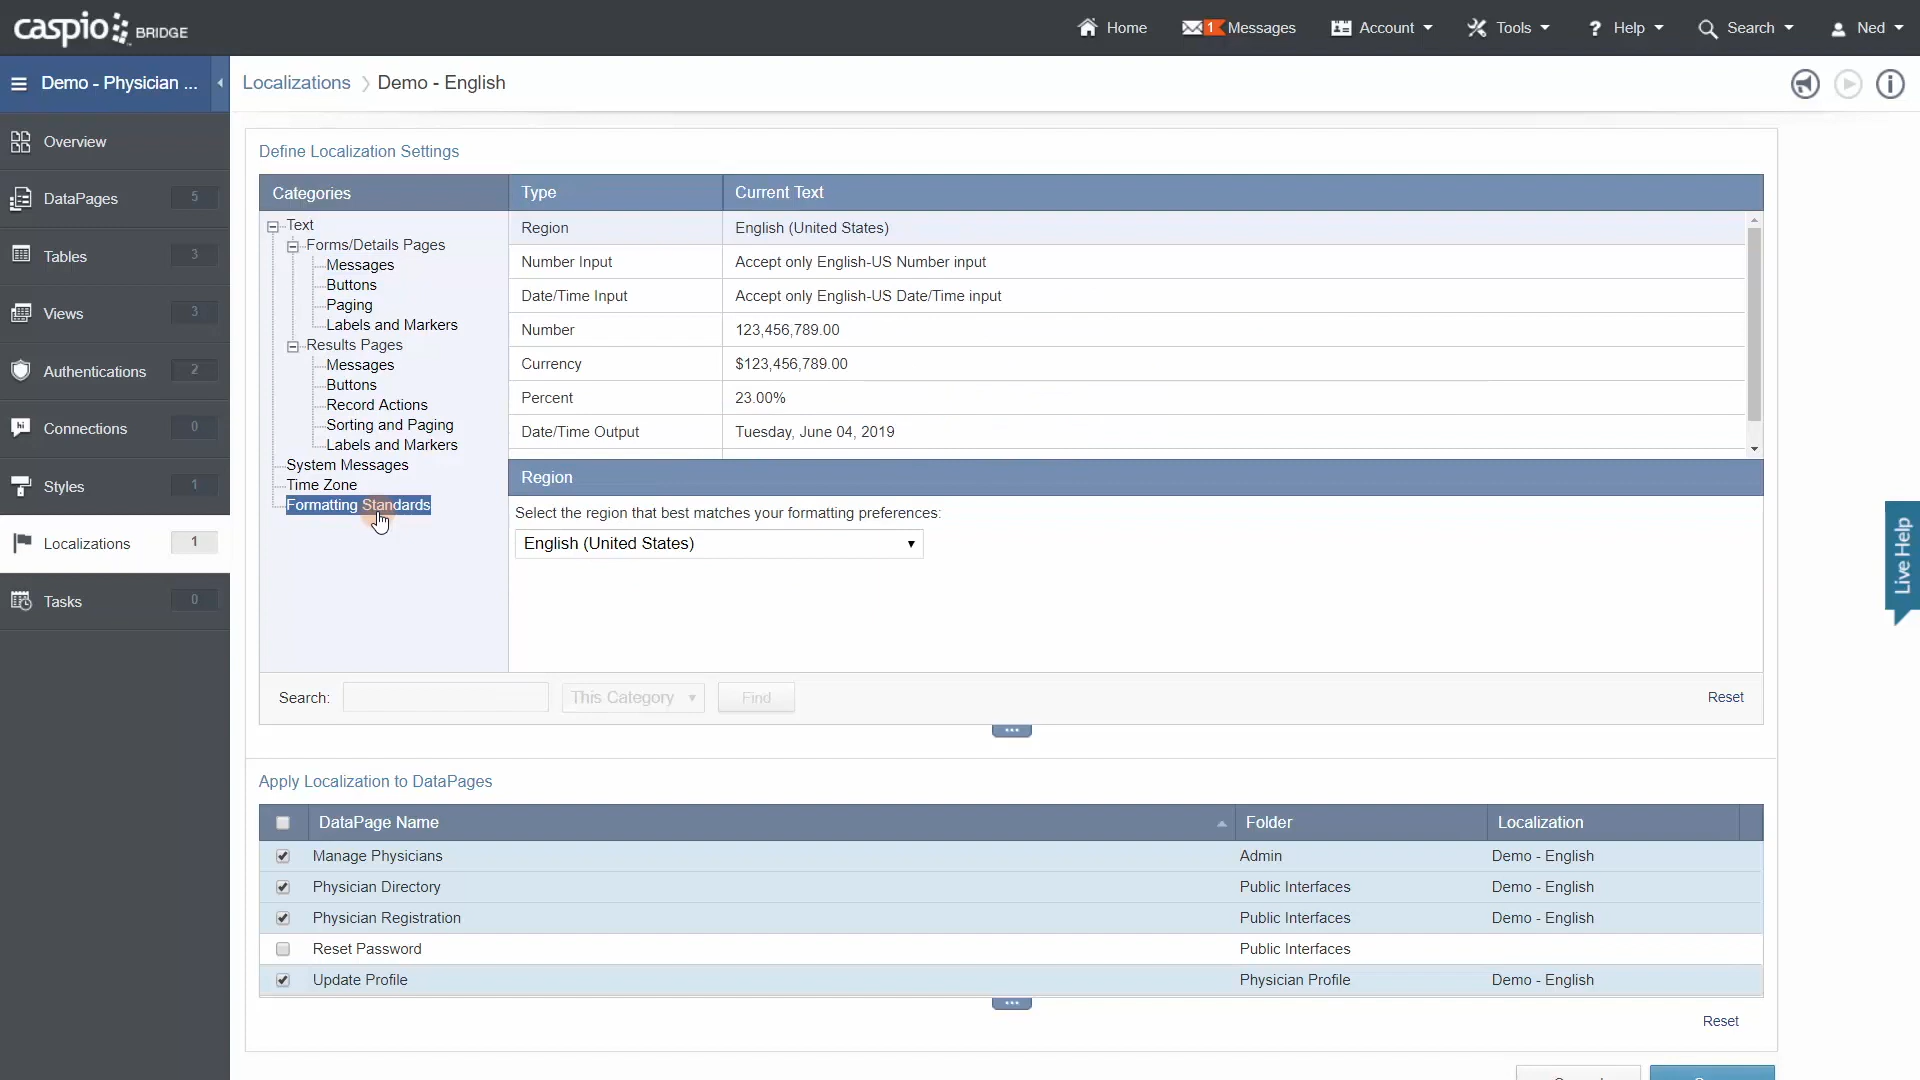 caspio BRIDGE
Home
1 Messages
Account
Tools
? Help
Search
Ned
Demo - Physician ...
Localizations
Demo - English
Overview
DataPages 5
Tables 3
Views 3
Authentications 2
hi Connections 0
Styles 1
Localizations 1
Tasks 0
Define Localization Settings
Categories
Type
Current Text
Text
Forms/Details Pages
Messages
Buttons
Paging
Labels and Markers
Results Pages
Messages
Buttons
Record Actions
Sorting and Paging
Labels and Markers
System Messages
Time Zone
Formatting Standards
Region English (United States)
Number Input Accept only English-US Number input
Date/Time Input Accept only English-US Date/Time input
Number 123,456,789.00
Currency $123,456,789.00
Percent 23.00%
Date/Time Output Tuesday, June 04, 2019
Region
Select the region that best matches your formatting preferences:
English (United States)
Search:
This Category
Find
Reset
Live Help
Apply Localization to DataPages
DataPage Name Folder Localization
Manage Physicians Admin Demo - English
Physician Directory Public Interfaces Demo - English
Physician Registration Public Interfaces Demo - English
Reset Password Public Interfaces
Update Profile Physician Profile Demo - English
Reset